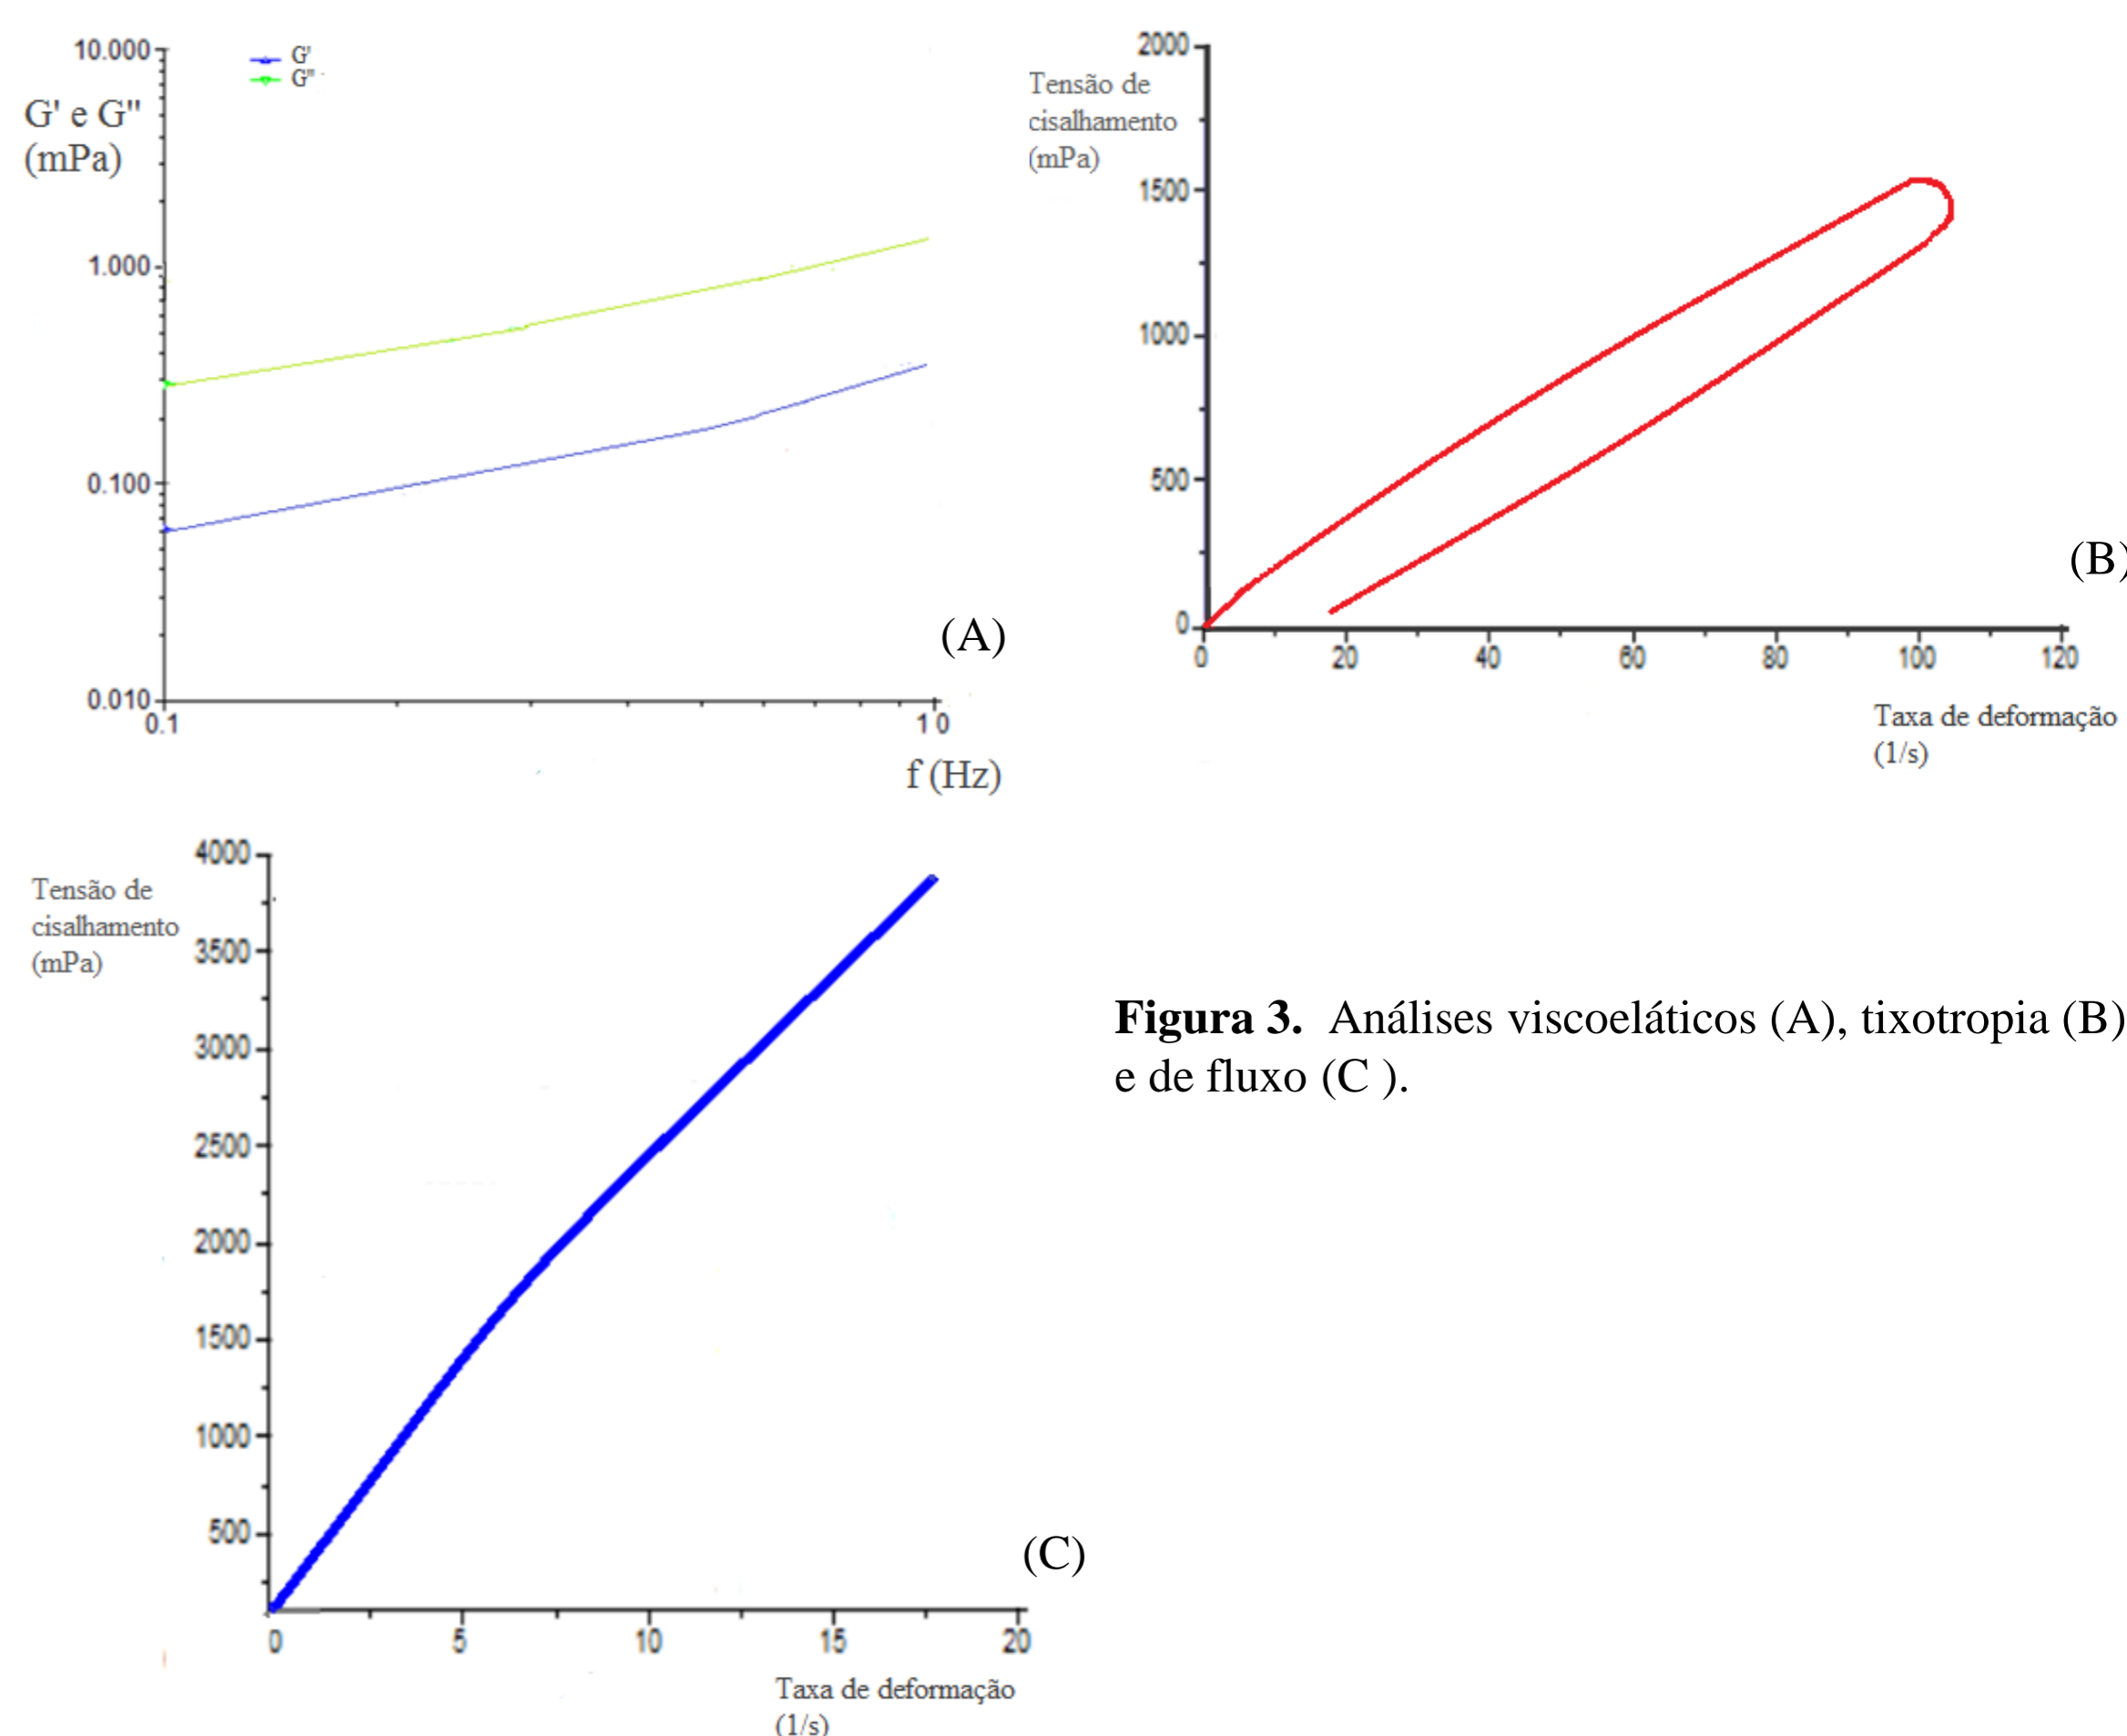 10.000
G'
G"
G' e G"
(mPa)
1.000
0.100
0.010
0.1
1 0
f (Hz)
(A)
2000
Tensão de
cisalhamento
(mPa)
1500
1000
500
0
0 20 40 60 80 100 120
Taxa de deformação
(1/s)
(B)
4000
Tensão de
cisalhamento
(mPa)
3500
3000
2500
2000
1500
1000
500
0 5 10 15 20
Taxa de deformação
(1/s)
(C)
Figura 3. Análises viscoeláticos (A), tixotropia (B)
e de fluxo (C ).